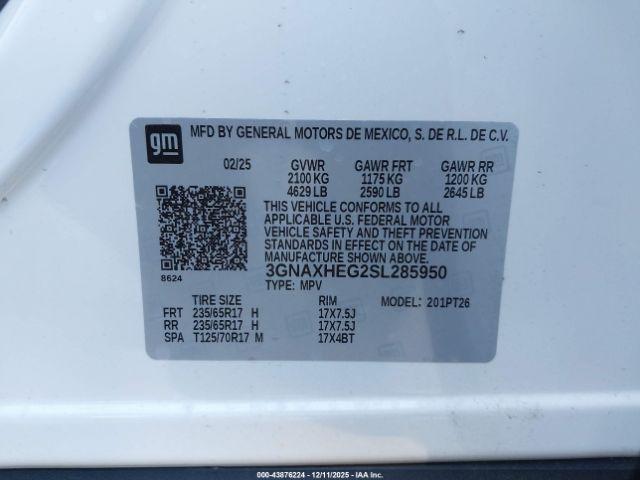 gm MFD BY GENERAL MOTORS DE MEXICO, S. DE R.L. DE C.V.
02/25 GVWR GAWR FRT GAWR RR
2100 KG 1175 KG 1200 KG
4629 LB 2590 LB 2645 LB
THIS VEHICLE CONFORMS TO ALL
APPLICABLE U.S. FEDERAL MOTOR
VEHICLE SAFETY AND THEFT PREVENTION
STANDARDS IN EFFECT ON THE DATE OF
MANUFACTURE SHOWN ABOVE.
3GNAXHEG2SL285950
8624 TYPE: MPV
TIRE SIZE RIM MODEL: 201PT26
FRT 235/65R17 H 17X7.5J
RR 235/65R17 H 17X7.5J
SPA T125/70R17 M 17X4BT
00-43876224 - 12/11/2025 - IAA Inc.